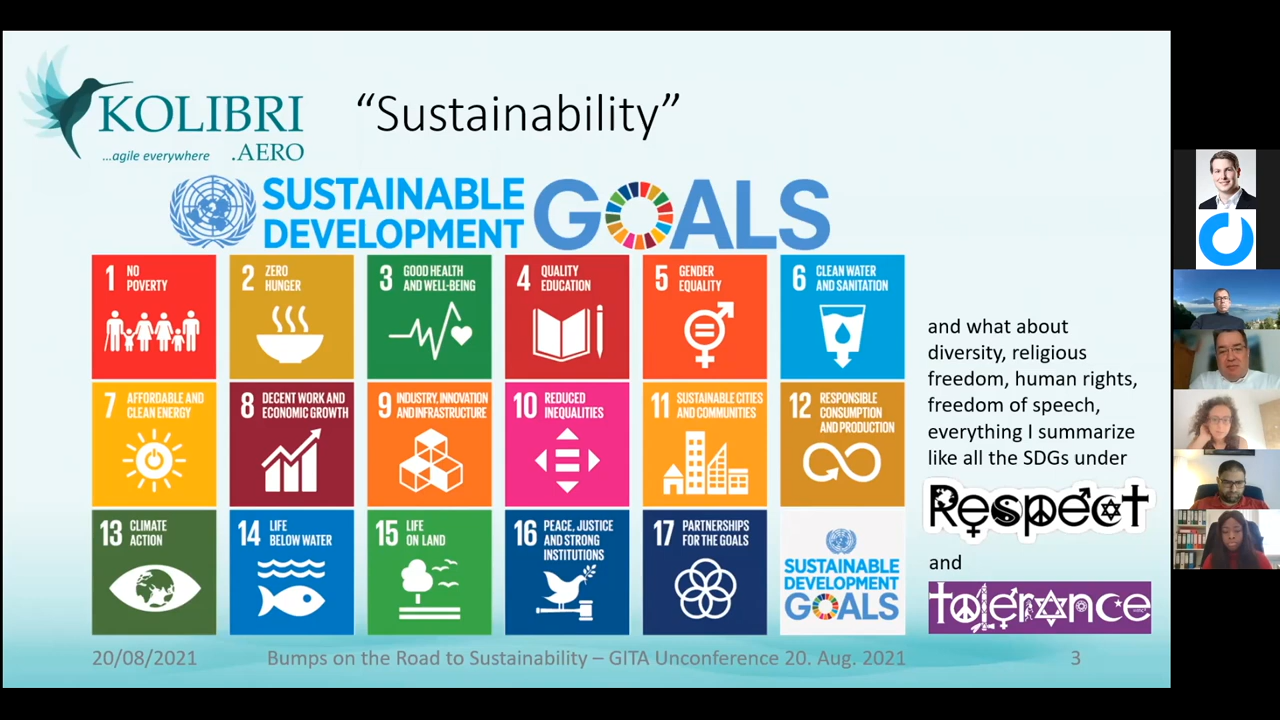 KOLIBRI
...agile everywhere .AERO
“Sustainability”
SUSTAINABLE
DEVELOPMENT
GOALS
1 NO
POVERTY
2 ZERO
HUNGER
3 GOOD HEALTH
AND WELL-BEING
4 QUALITY
EDUCATION
5 GENDER
EQUALITY
6 CLEAN WATER
AND SANITATION
7 AFFORDABLE AND
CLEAN ENERGY
8 DECENT WORK AND
ECONOMIC GROWTH
9 INDUSTRY, INNOVATION
AND INFRASTRUCTURE
10 REDUCED
INEQUALITIES
11 SUSTAINABLE CITIES
AND COMMUNITIES
12 RESPONSIBLE
CONSUMPTION
AND PRODUCTION
13 CLIMATE
ACTION
14 LIFE
BELOW WATER
15 LIFE
ON LAND
16 PEACE, JUSTICE
AND STRONG
INSTITUTIONS
17 PARTNERSHIPS
FOR THE GOALS
SUSTAINABLE
DEVELOPMENT
GOALS
and what about
diversity, religious
freedom, human rights,
freedom of speech,
everything I summarize
like all the SDGs under
Respect
and
tolerance
20/08/2021
Bumps on the Road to Sustainability – GITA Unconference 20. Aug. 2021
3